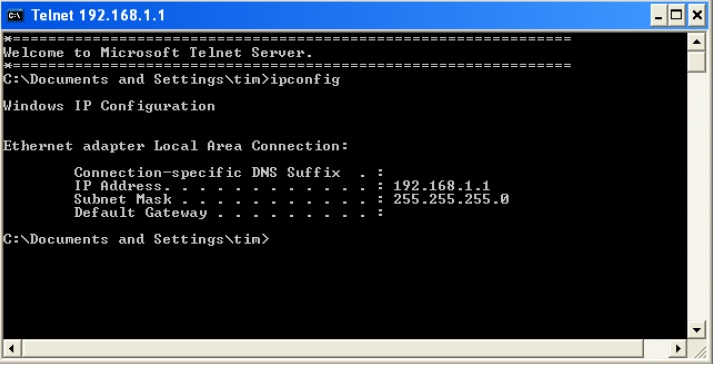 Telnet 192.168.1.1
*===============================================================
Welcome to Microsoft Telnet Server.
*===============================================================
C:\Documents and Settings\tim>ipconfig
Windows IP Configuration
Ethernet adapter Local Area Connection:
Connection-specific DNS Suffix  . :
IP Address. . . . . . . . . . . . : 192.168.1.1
Subnet Mask . . . . . . . . . . . : 255.255.255.0
Default Gateway . . . . . . . . . :
C:\Documents and Settings\tim>